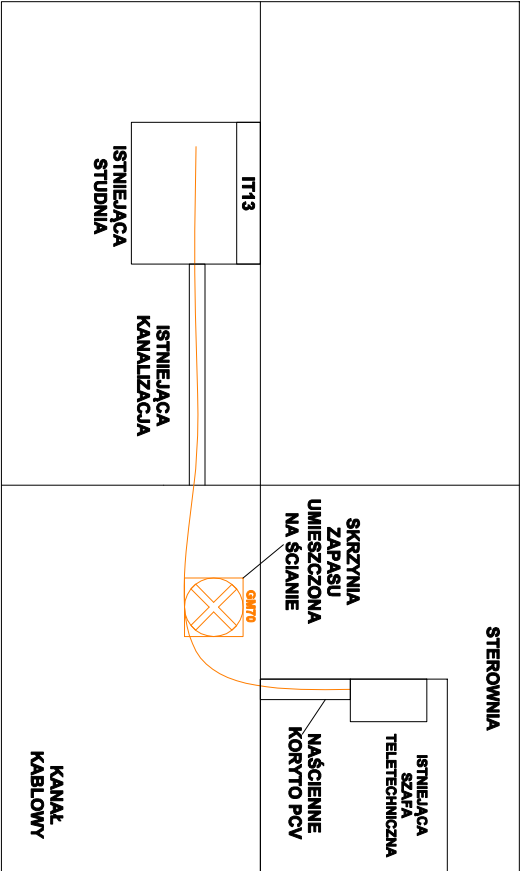 IT13
ISTNIEJĄCA
STUDNIA
ISTNIEJĄCA
KANALIZACJA
SKRZYNIA
ZAPASU
UMIESZCZONA
NA ŚCIANIE
GM70
STEROWNIA
ISTNIEJĄCA
SZAFA
TELETECHNICZNA
NAŚCIENNE
KORYTO PCV
KANAŁ
KABLOWY